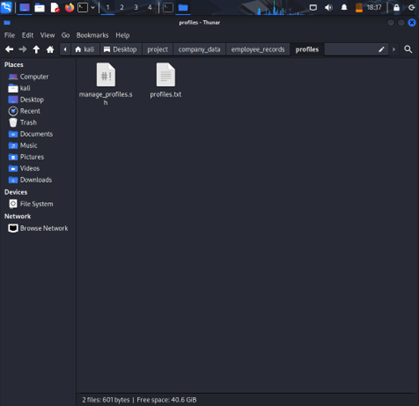 1 2 3 4
18:17
profiles - Thunar
File Edit View Go Bookmarks Help
kali Desktop project company_data employee_records profiles
Places
Computer
kali
Desktop
Recent
Trash
Documents
Music
Pictures
Videos
Downloads
Devices
File System
Network
Browse Network
#!
manage_profiles.s
h
profiles.txt
2 files: 601 bytes | Free space: 40.6 GiB